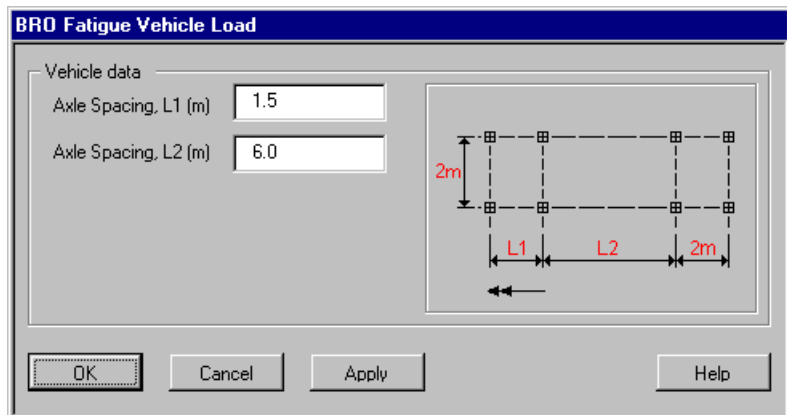 BRO Fatigue Vehicle Load
Vehicle data
Axle Spacing, L1 (m) 1.5
Axle Spacing, L2 (m) 6.0
2m
L1 L2 2m
OK Cancel Apply Help